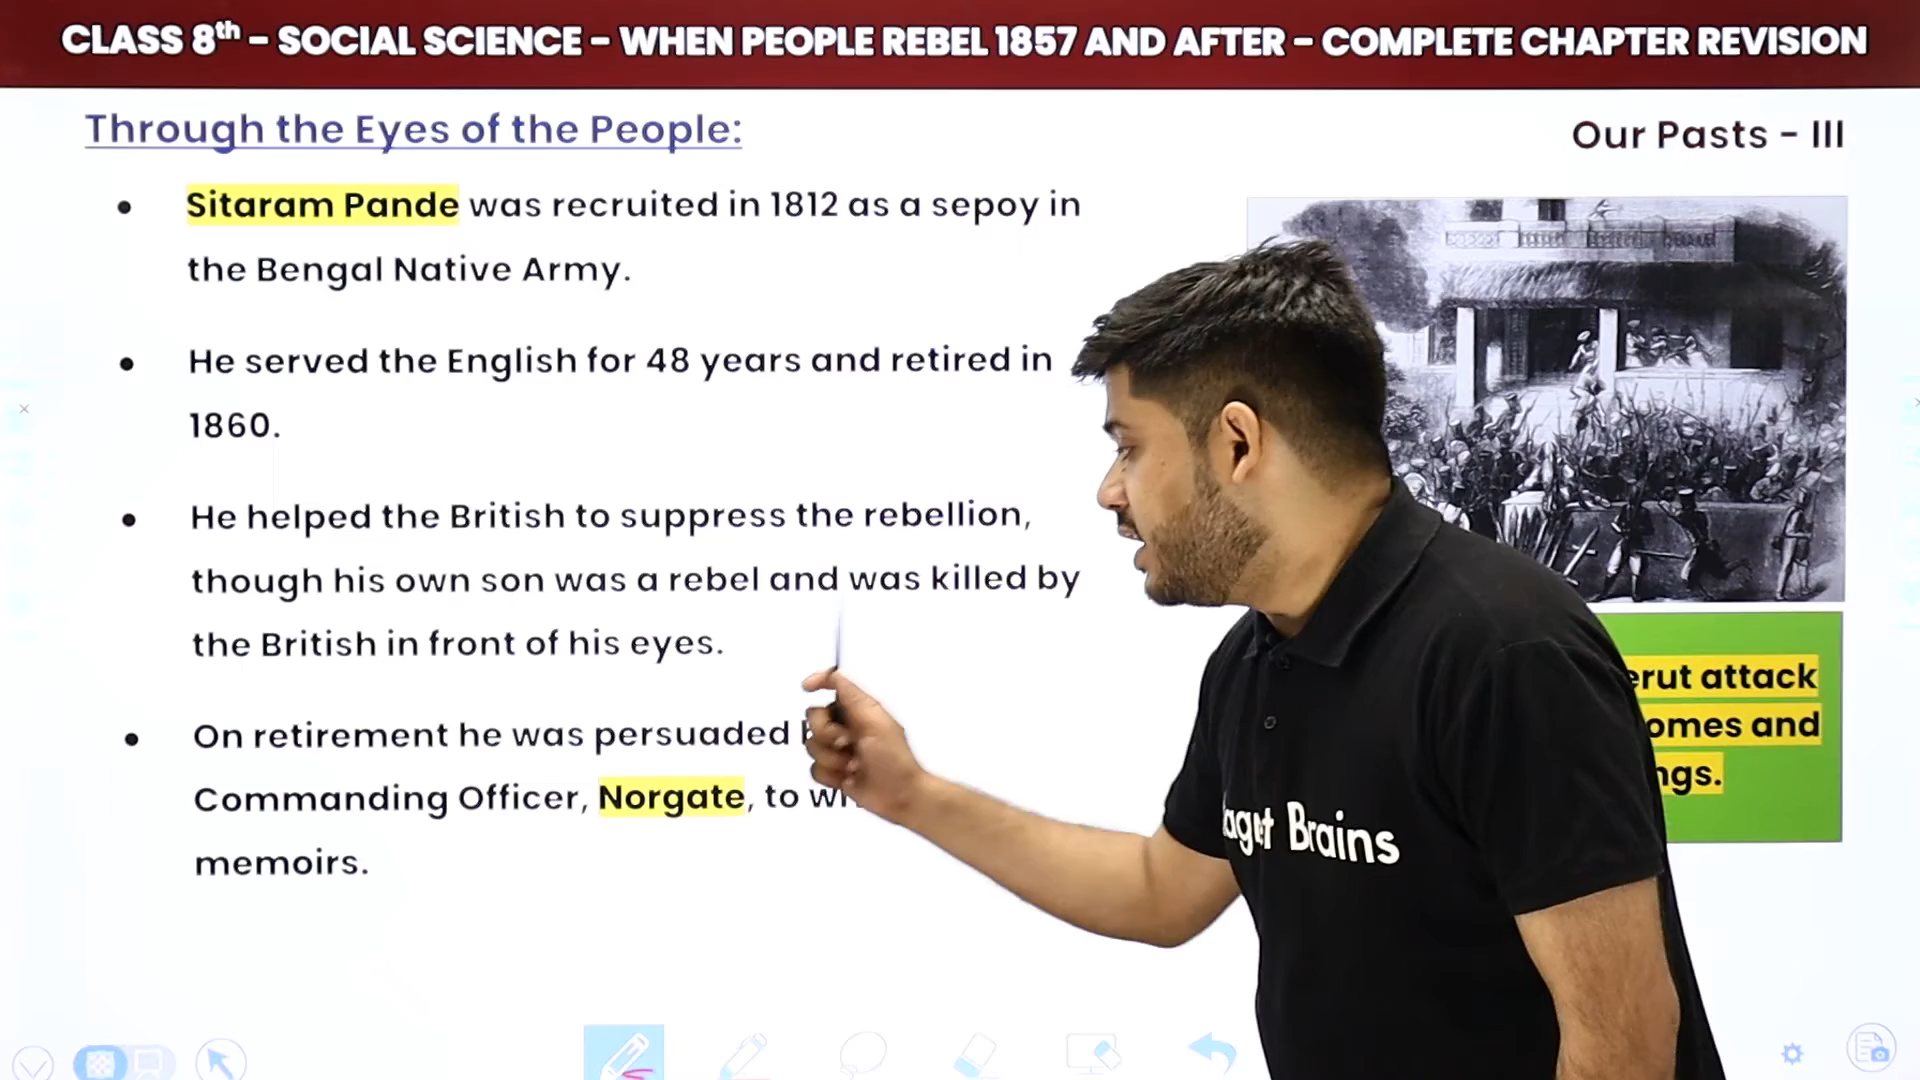 CLASS 8th – SOCIAL SCIENCE – WHEN PEOPLE REBEL 1857 AND AFTER – COMPLETE CHAPTER REVISION
Through the Eyes of the People:
Our Pasts – III
• Sitaram Pande was recruited in 1812 as a sepoy in
the Bengal Native Army.
• He served the English for 48 years and retired in
1860.
• He helped the British to suppress the rebellion,
though his own son was a rebel and was killed by
the British in front of his eyes.
• On retirement he was persuaded
Commanding Officer, Norgate, to
memoirs.
attack
and
Brains